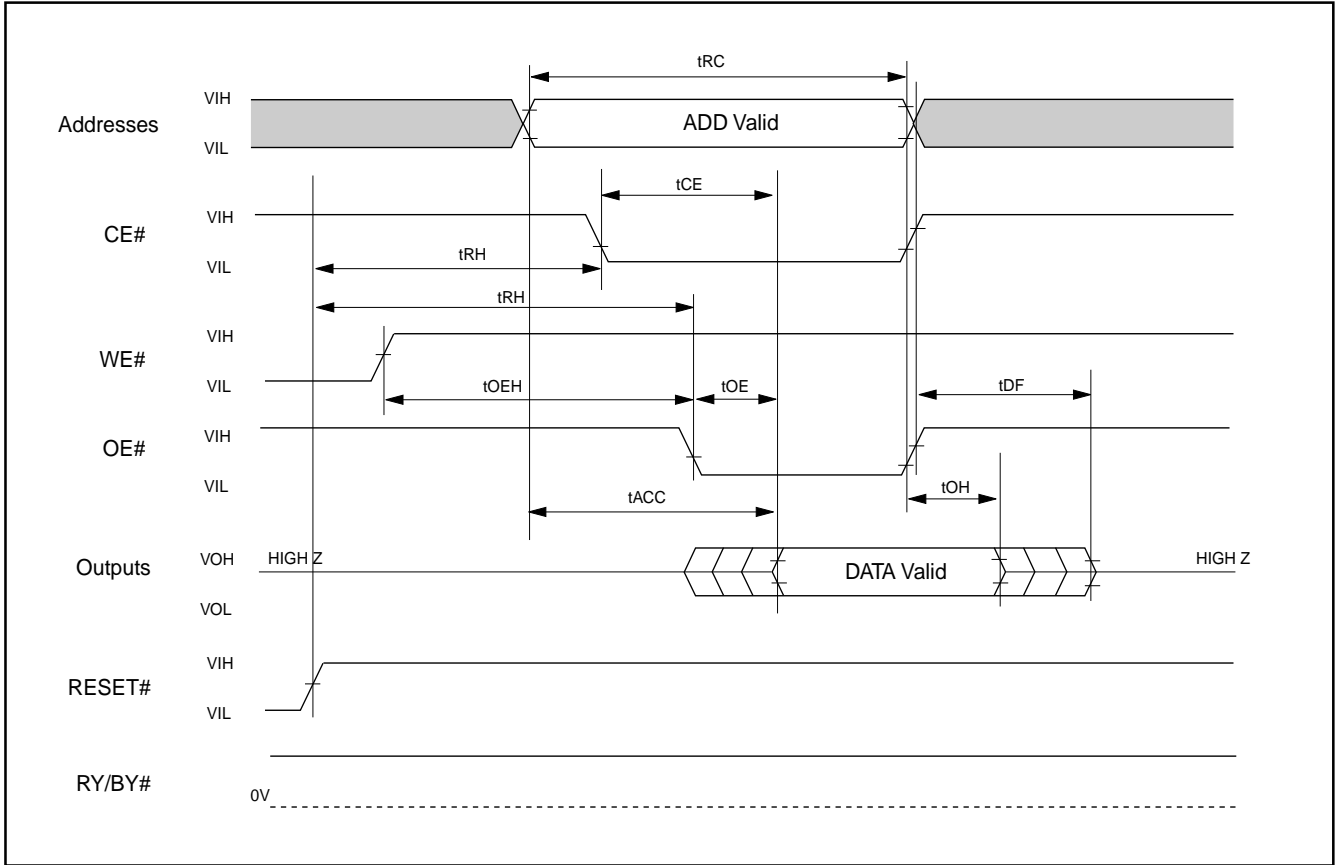 tRC
VIH
Addresses
ADD Valid
VIL
tCE
VIH
CE#
VIL
tRH
tRH
VIH
WE#
VIL
tOEH
tOE
tDF
VIH
OE#
VIL
tACC
tOH
VOH
HIGH Z
HIGH Z
Outputs
DATA Valid
VOL
VIH
RESET#
VIL
RY/BY#
0V